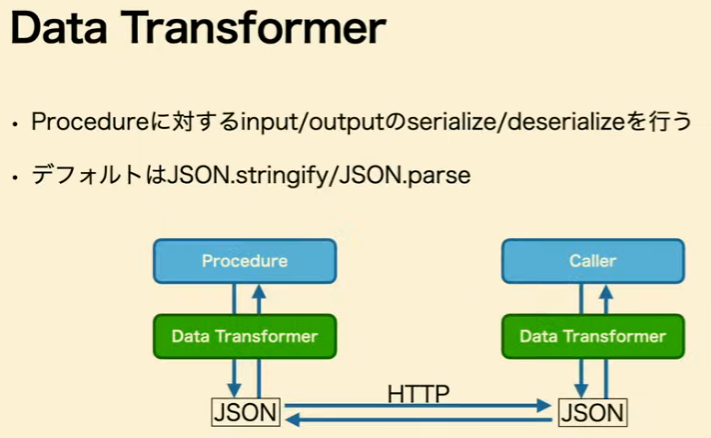 Data Transformer
・Procedureに対するinput/outputのserialize/deserializeを行う
・デフォルトはJSON.stringify/JSON.parse
Procedure
Caller
Data Transformer
Data Transformer
HTTP
JSON
JSON